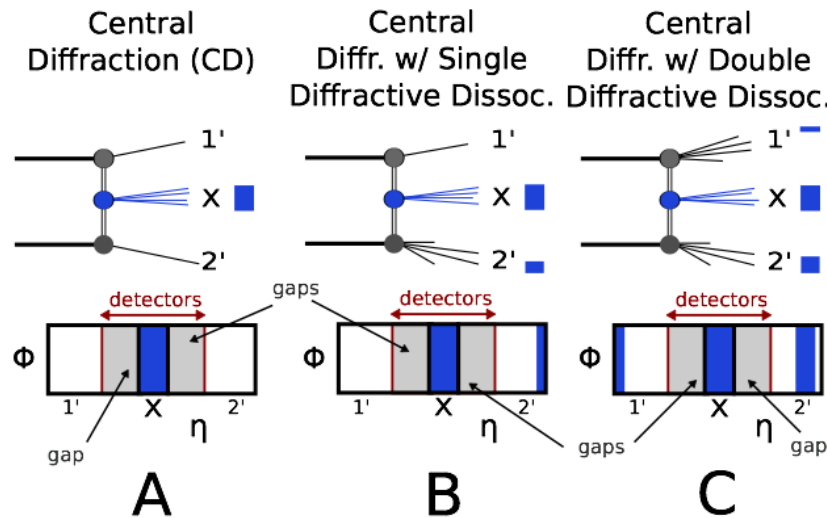 Central
Diffraction (CD)
Central
Diffr. w/ Single
Diffractive Dissoc.
Central
Diffr. w/ Double
Diffractive Dissoc.
1'
X
2'
1'
X
2'
1'
X
2'
gaps
detectors
detectors
detectors
Φ
Φ
Φ
1'
X
η
2'
1'
X
η
2'
1'
X
η
2'
gap
gaps
gap
A
B
C